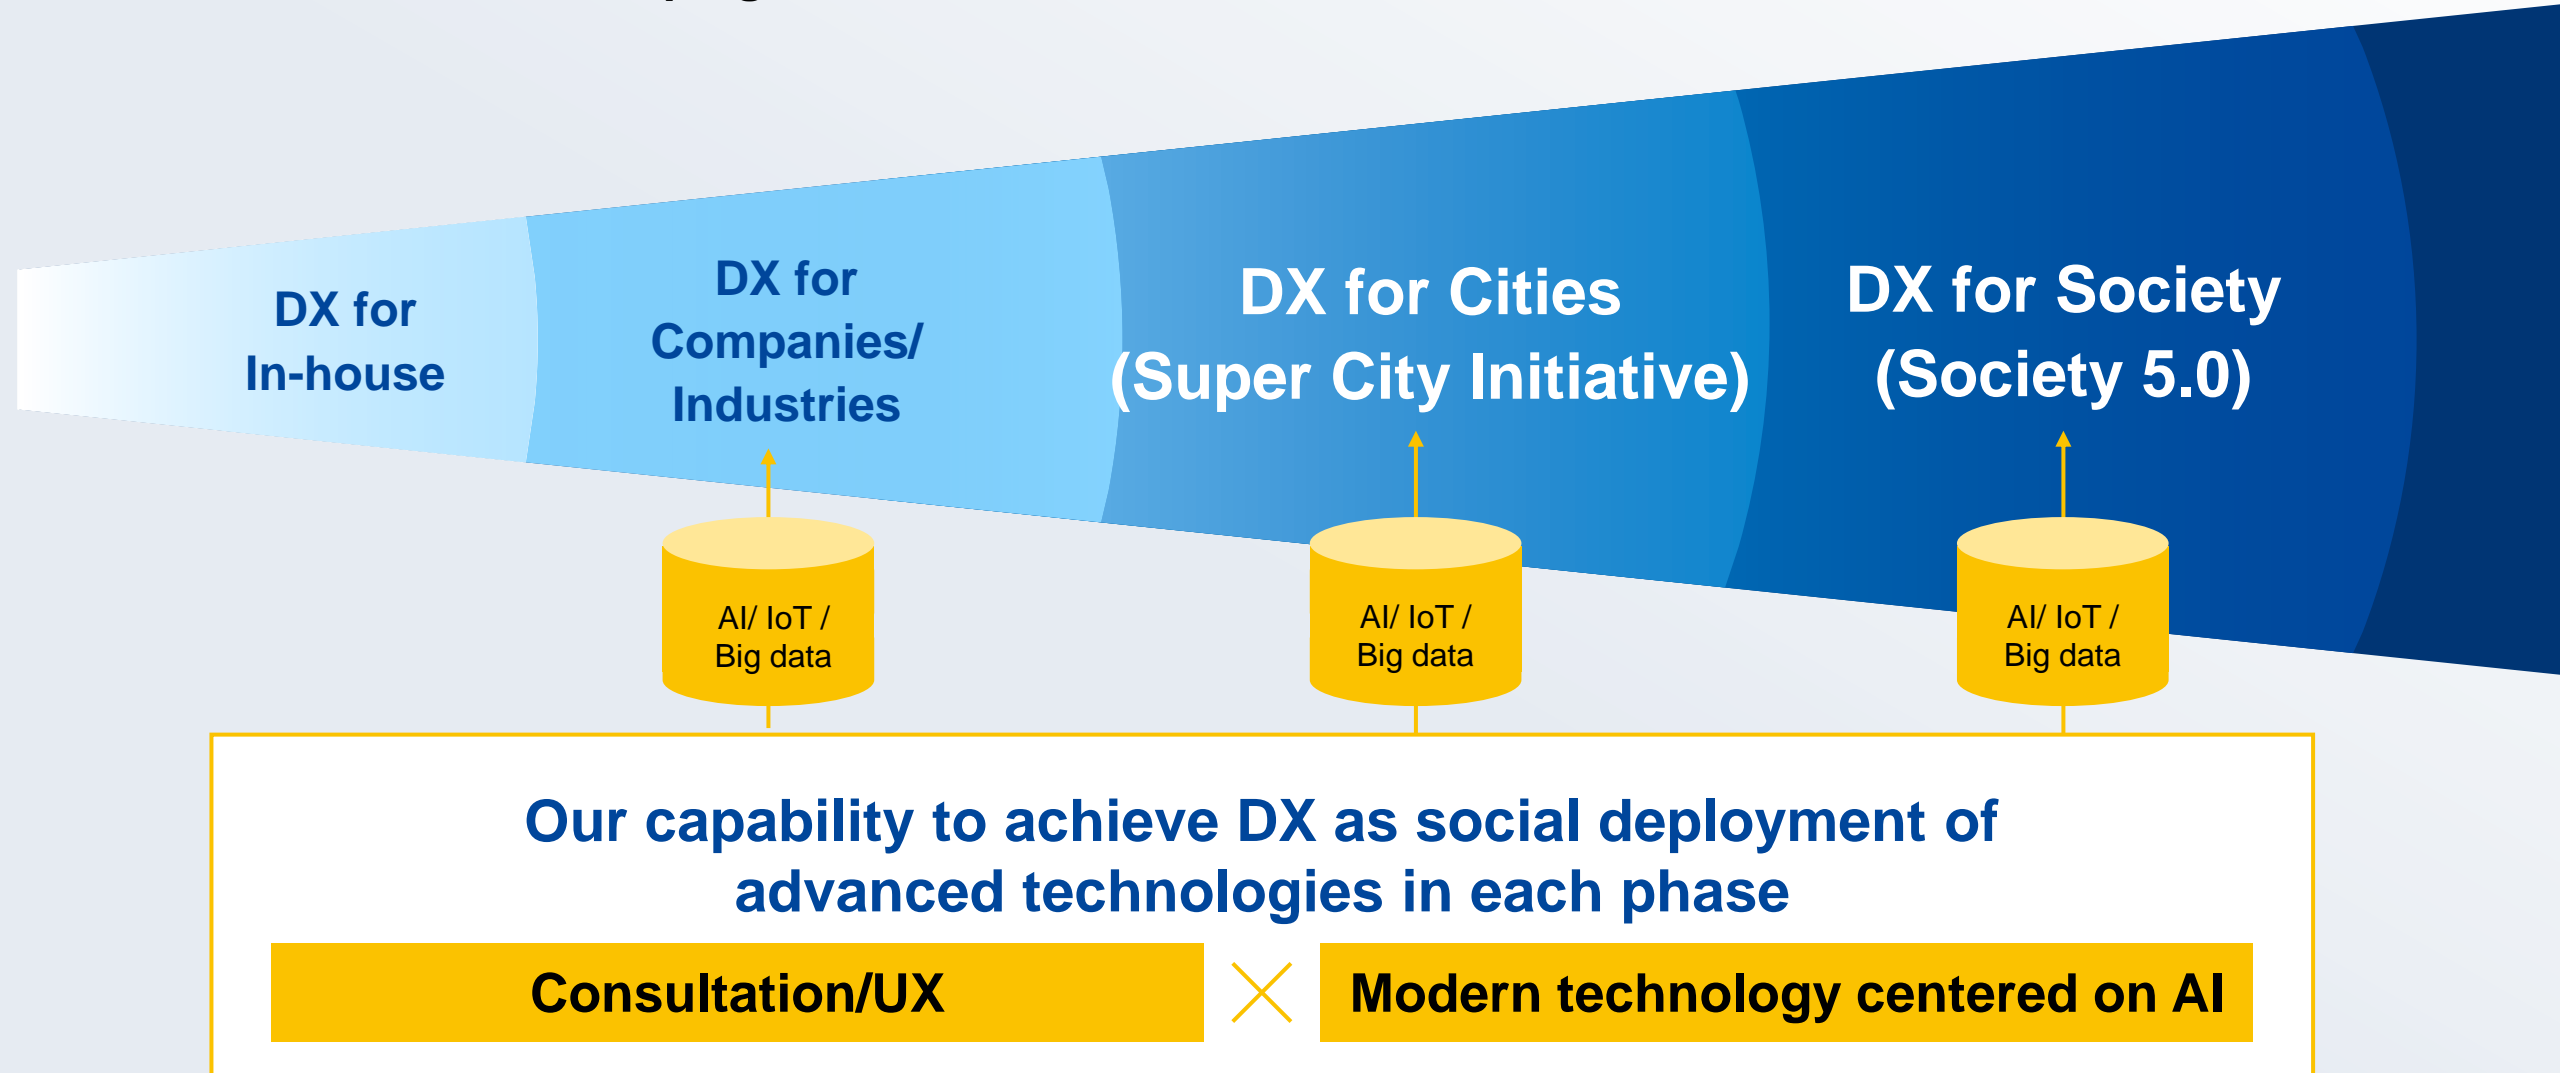 DX for
In-house
DX for
Companies/
Industries
DX for Cities
(Super City Initiative)
DX for Society
(Society 5.0)
AI/ IoT /
Big data
AI/ IoT /
Big data
AI/ IoT /
Big data
Our capability to achieve DX as social deployment of
advanced technologies in each phase
Consultation/UX
Modern technology centered on AI